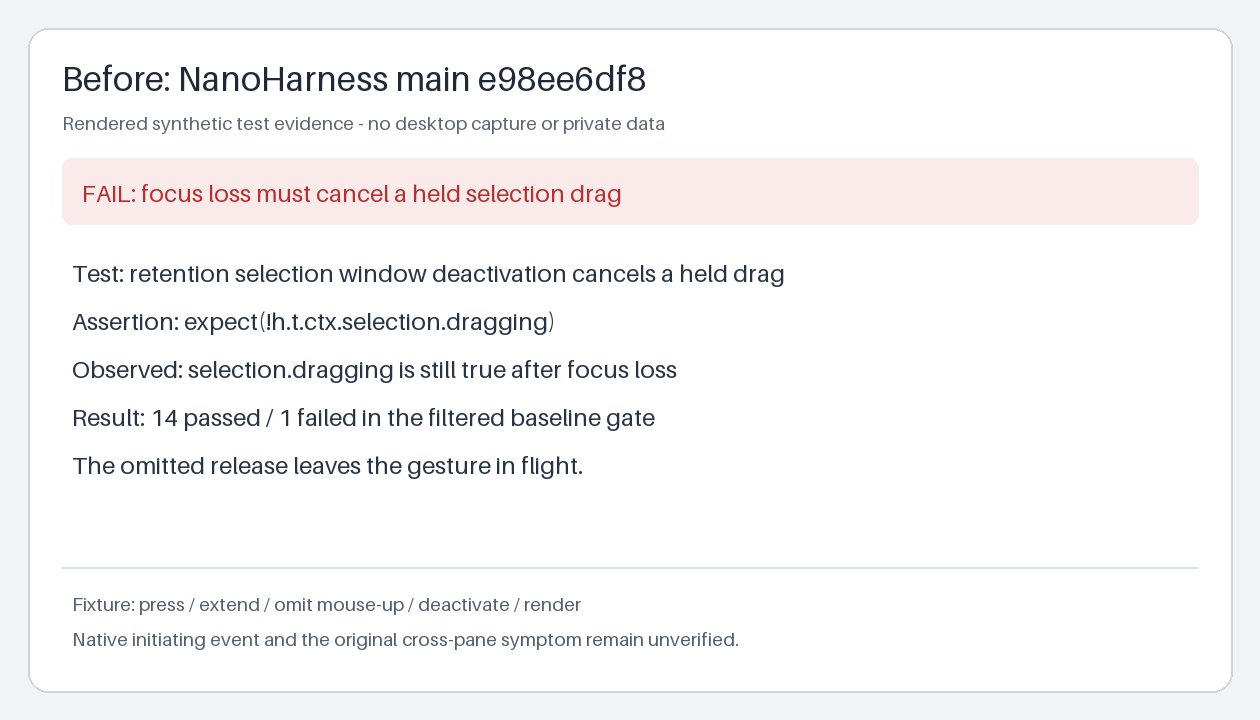 Before: NanoHarness main e98ee6df8
Rendered synthetic test evidence - no desktop capture or private data
FAIL: focus loss must cancel a held selection drag
Test: retention selection window deactivation cancels a held drag
Assertion: expect(!h.t.ctx.selection.dragging)
Observed: selection.dragging is still true after focus loss
Result: 14 passed / 1 failed in the filtered baseline gate
The omitted release leaves the gesture in flight.
Fixture: press / extend / omit mouse-up / deactivate / render
Native initiating event and the original cross-pane symptom remain unverified.